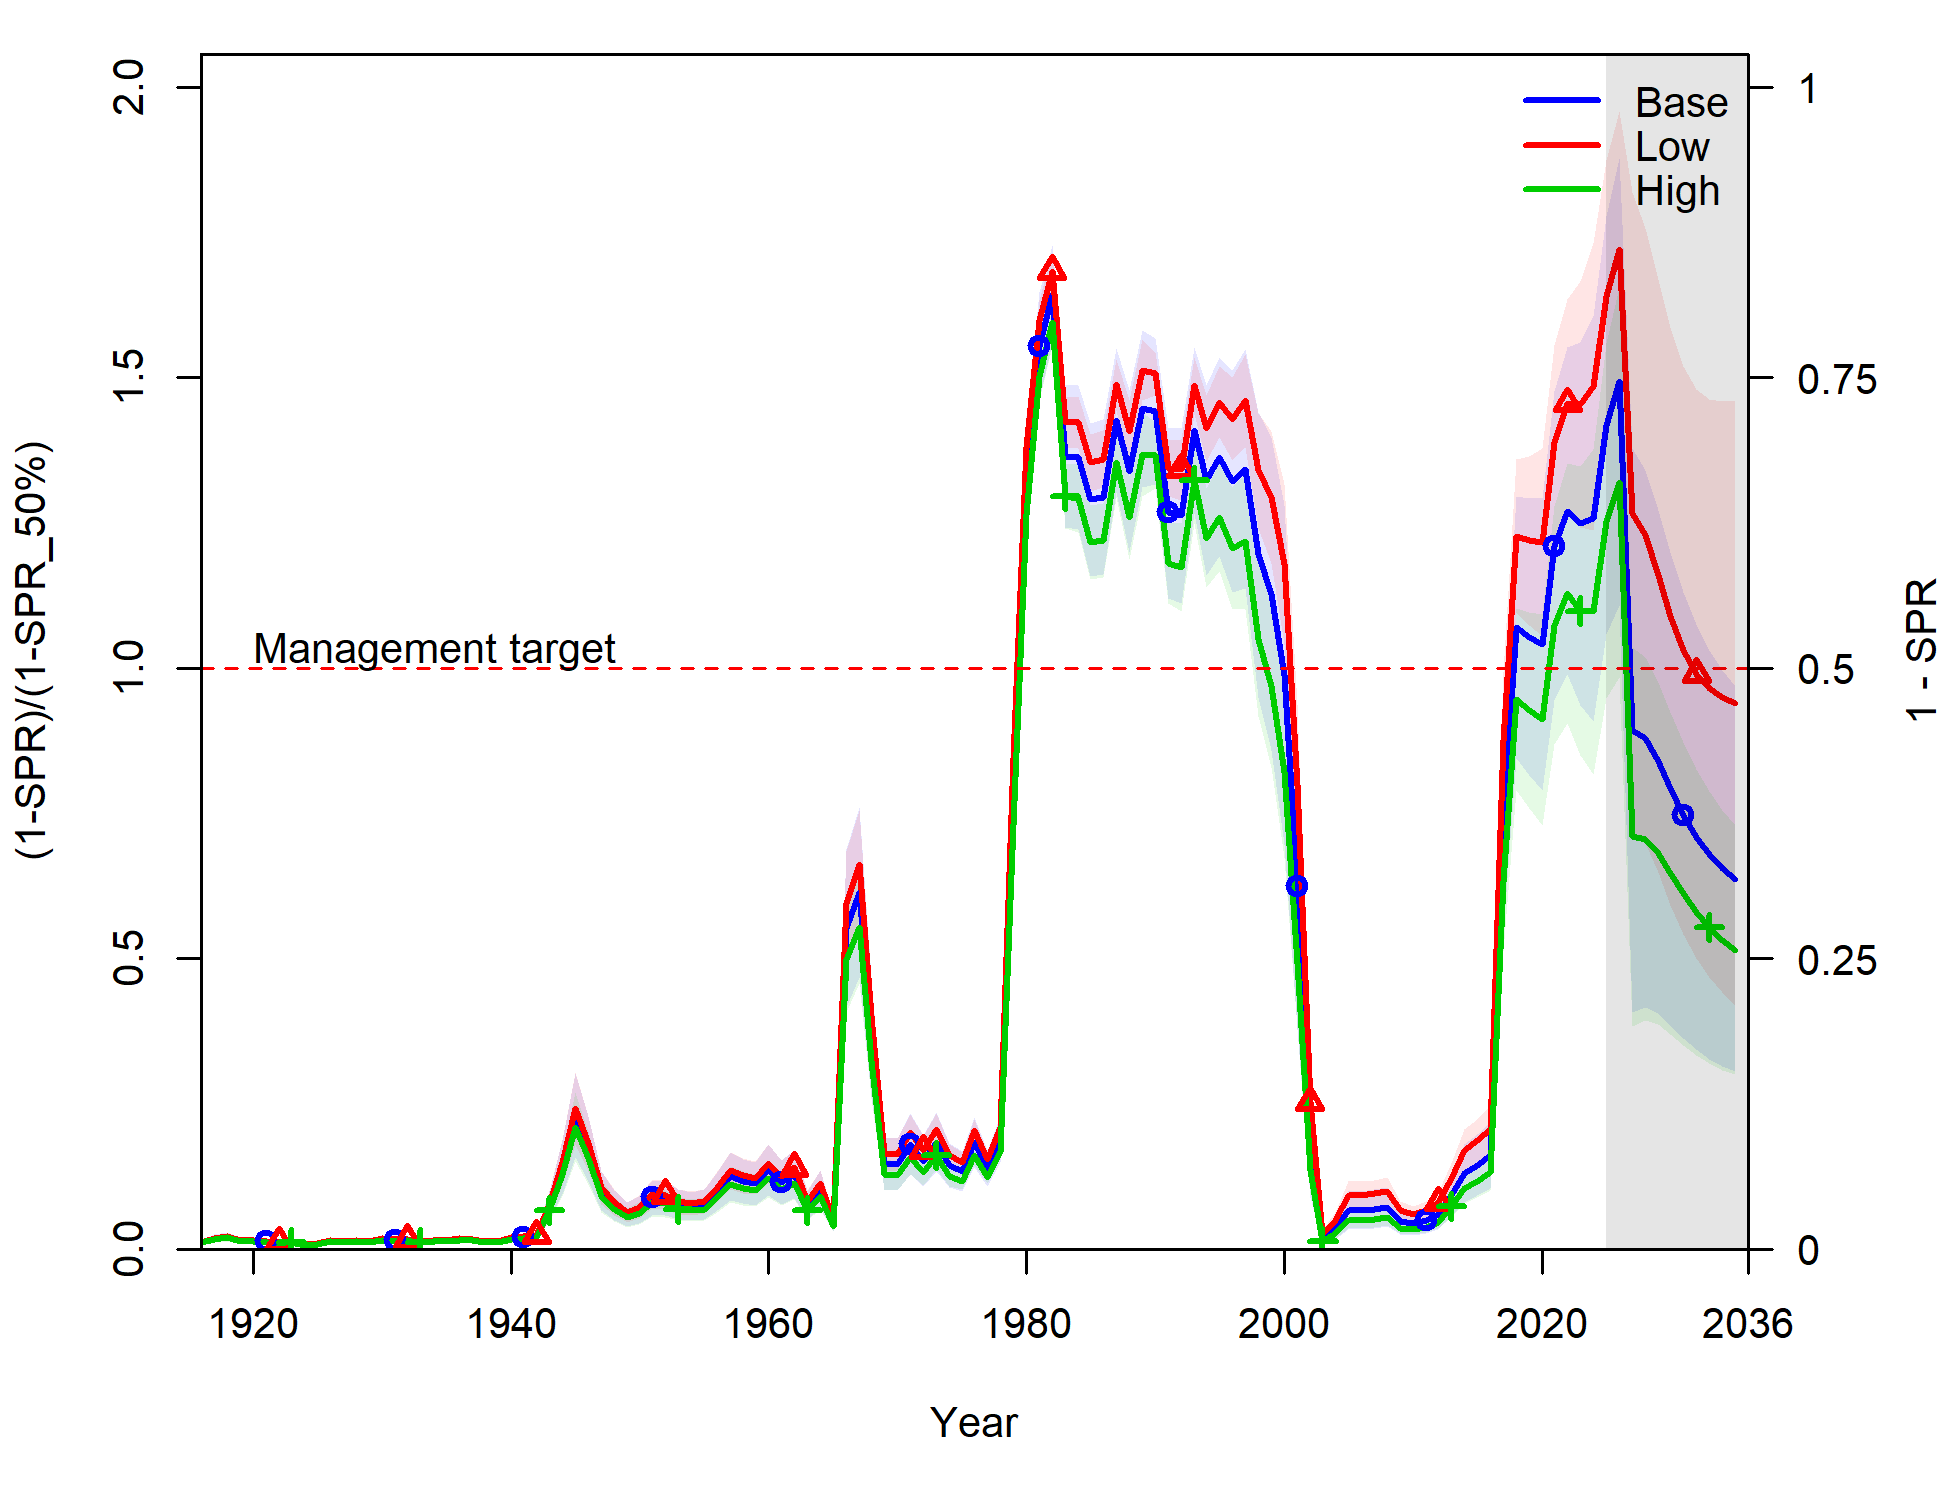 2.0
1.5
1.0
0.5
0.0
(1-SPR)/(1-SPR_50%)
Management target
Base
Low
High
1
0.75
0.5
0.25
0
1 - SPR
1920
1940
1960
1980
2000
2020
2036
Year